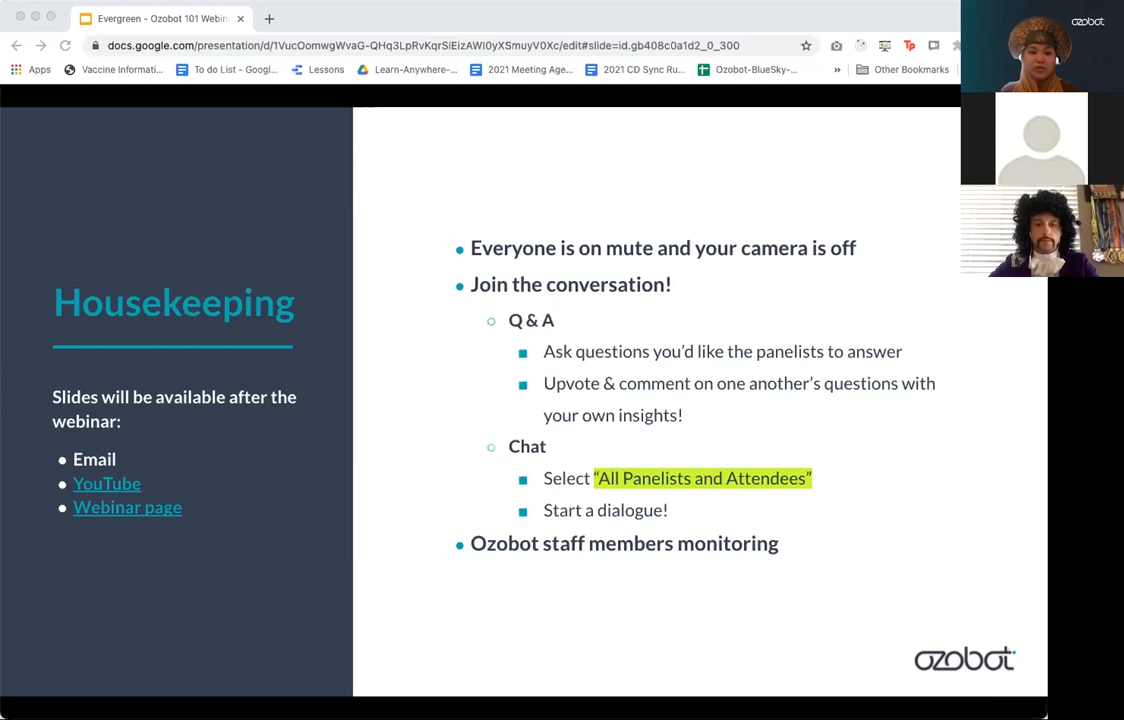 Evergreen - Ozobot 101 Webin
docs.google.com/presentation/d/1VucOomwgWvaG-QHq3LpRvKqrSiEizAWl0yXSmuyV0Xc/edit#slide=id.gb408c0a1d2_0_300
Apps
Vaccine Informati...
To do List - Googl...
Lessons
Learn-Anywhere-...
2021 Meeting Age...
2021 CD Sync Ru...
Ozobot-BlueSky-...
»
Other Bookmarks
ozobot
Housekeeping
Slides will be available after the
webinar:
● Email
● YouTube
● Webinar page
● Everyone is on mute and your camera is off
● Join the conversation!
○ Q & A
■ Ask questions you'd like the panelists to answer
■ Upvote & comment on one another's questions with
your own insights!
○ Chat
■ Select “All Panelists and Attendees”
■ Start a dialogue!
● Ozobot staff members monitoring
ozobot